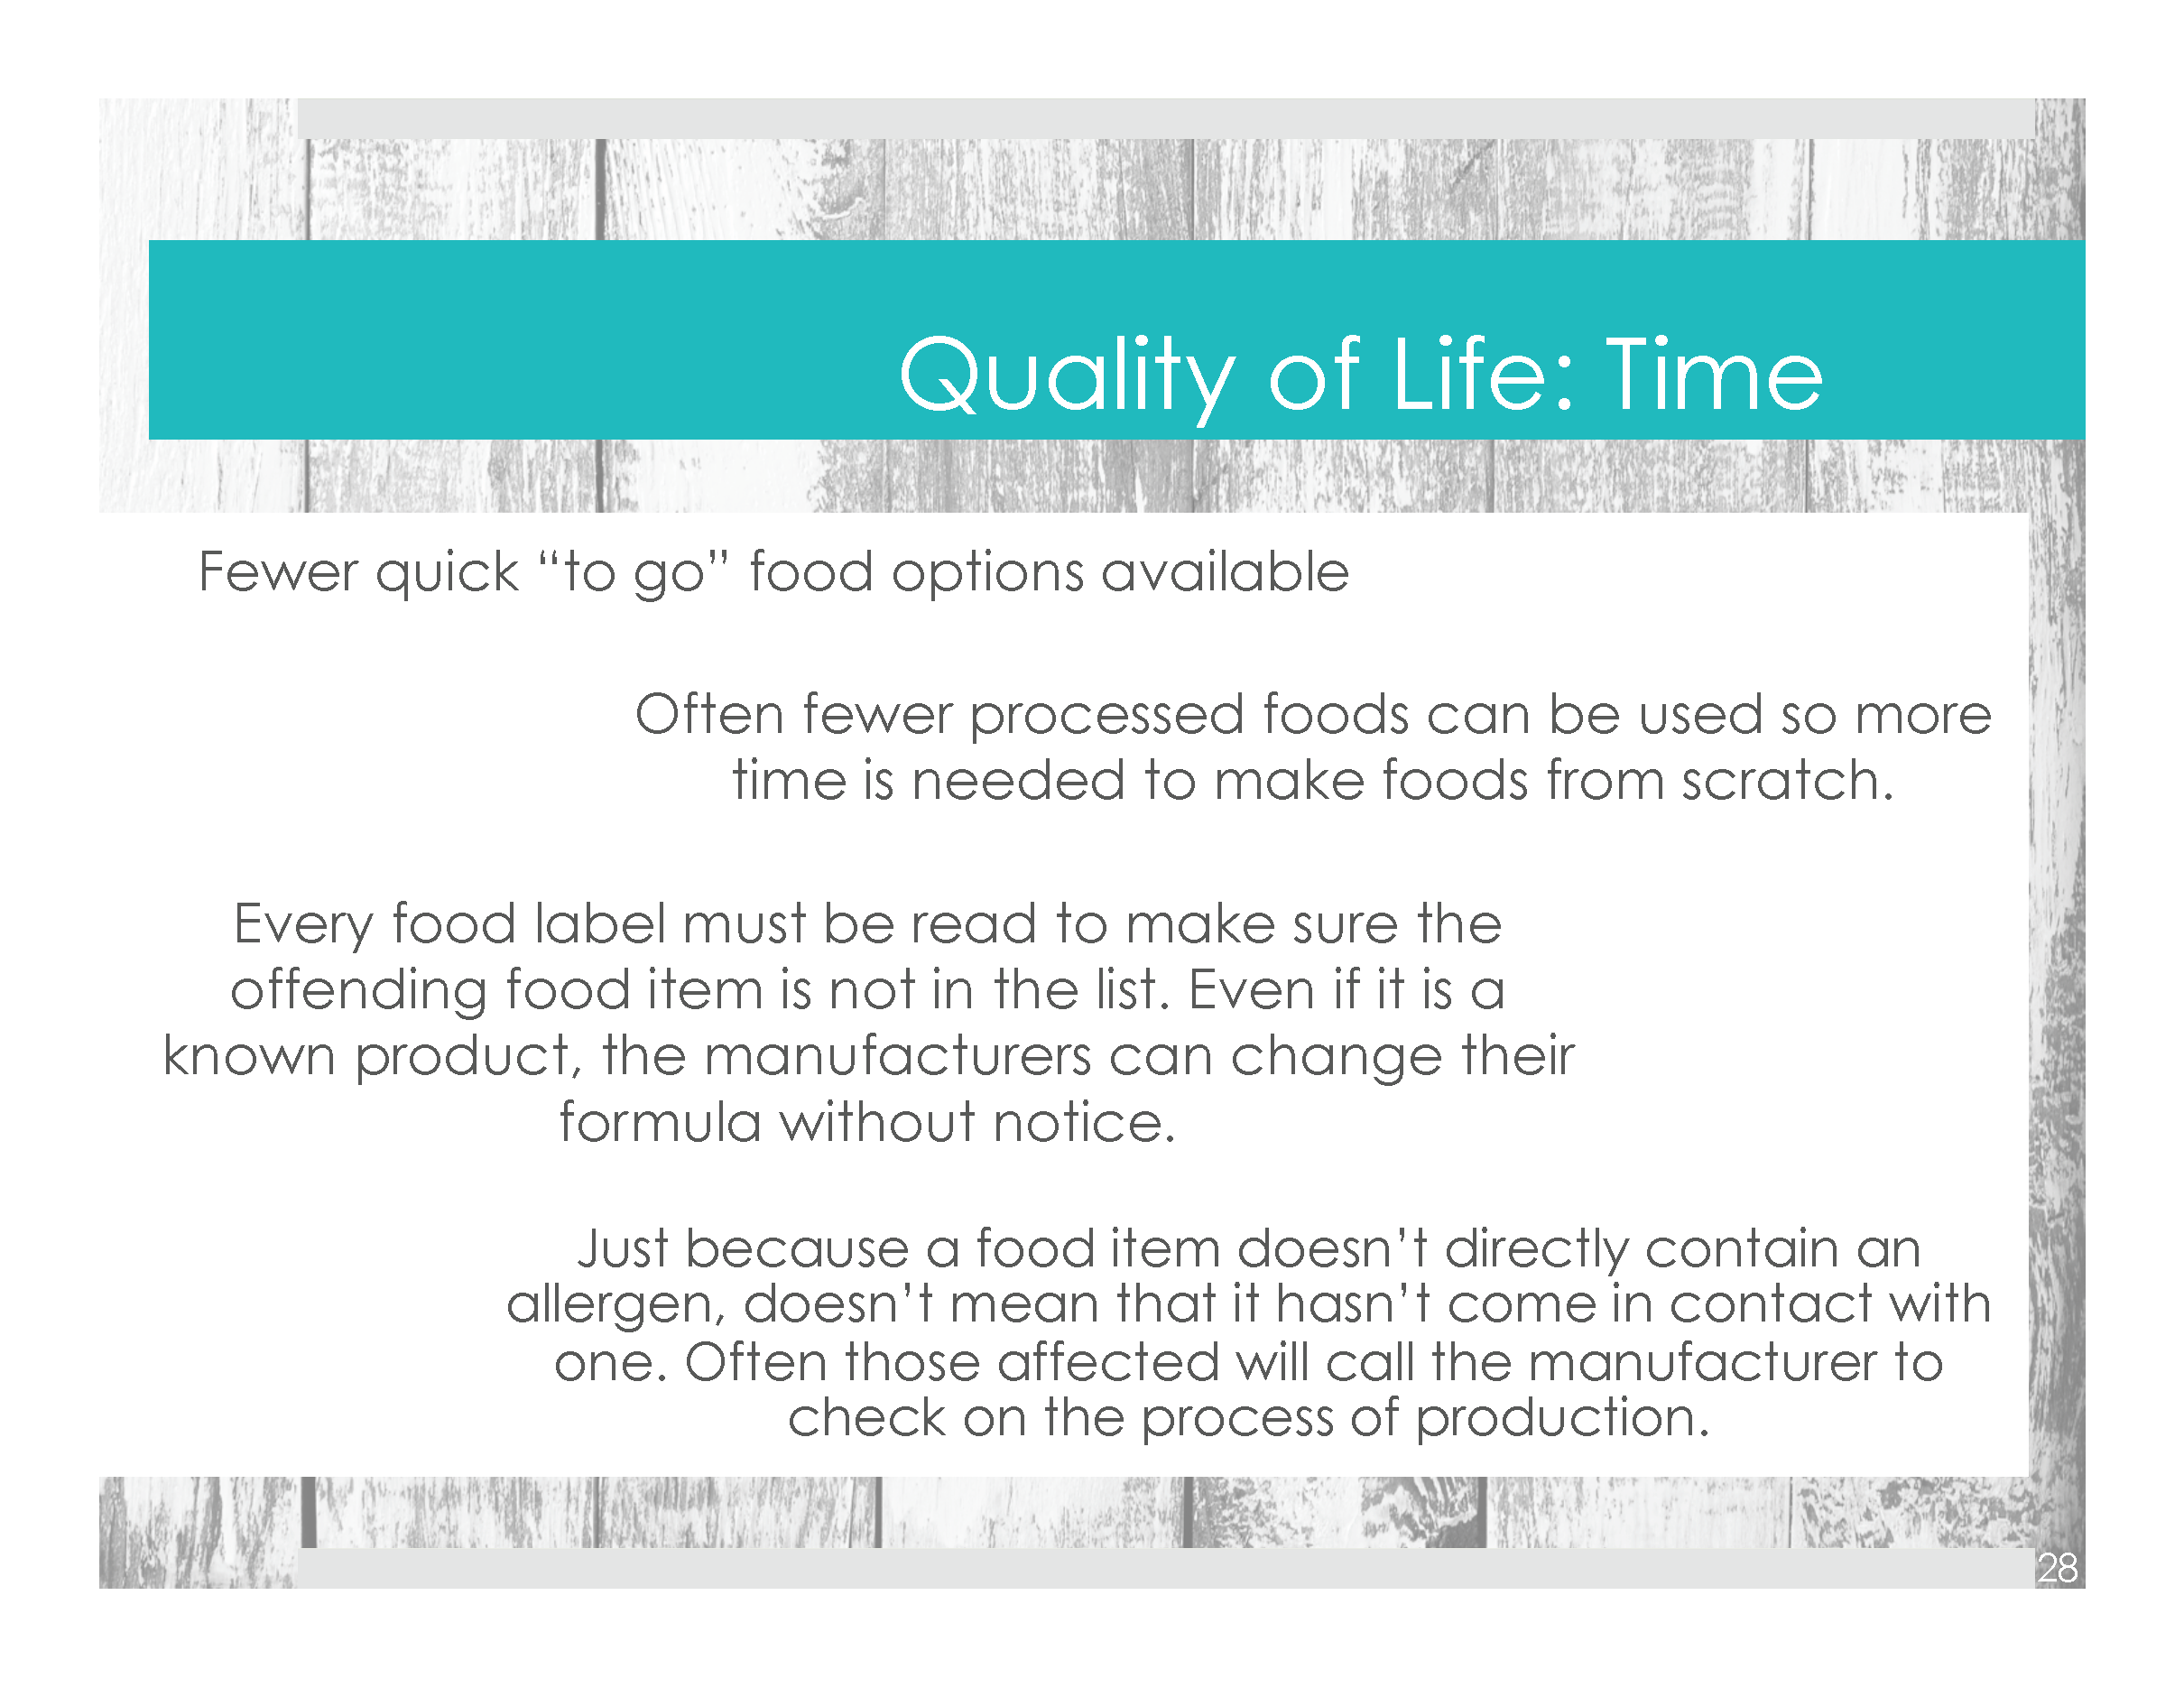 Quality of Life: Time
Fewer quick “to go” food options available
Often fewer processed foods can be used so more
time is needed to make foods from scratch.
Every food label must be read to make sure the
offending food item is not in the list. Even if it is a
known product, the manufacturers can change their
formula without notice.
Just because a food item doesn’t directly contain an
allergen, doesn’t mean that it hasn’t come in contact with
one. Often those affected will call the manufacturer to
check on the process of production.
28